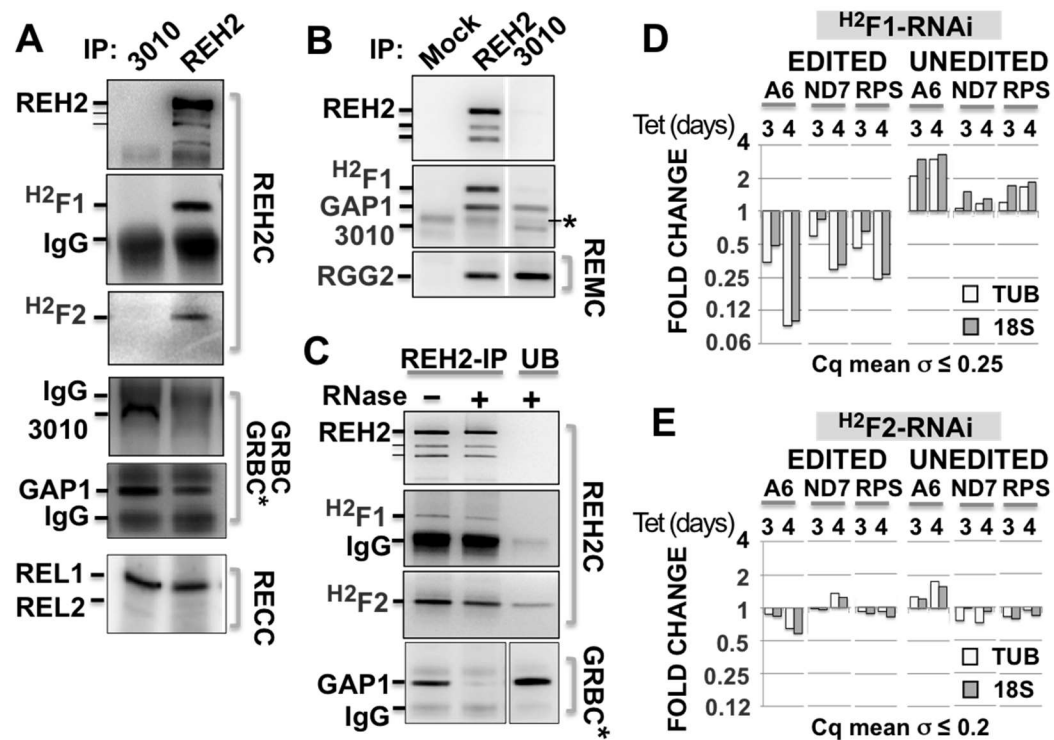 A
IP: 3010 REH2
REH2
H2F1
IgG
H2F2
REH2C
IgG
3010
GAP1
IgG
GRBC
GRBC*
REL1
REL2
RECC
B
IP: Mock REH2 3010
REH2
H2F1
GAP1
3010
*
RGG2
REMC
C
REH2-IP UB
RNase − + +
REH2
H2F1
IgG
H2F2
REH2C
GAP1
IgG
GRBC*
D
H2F1-RNAi
EDITED UNEDITED
A6 ND7 RPS A6 ND7 RPS
Tet (days) 3 4 3 4 3 4 3 4 3 4 3 4
FOLD CHANGE
4
2
1
0.5
0.25
0.12
0.06
TUB
18S
Cq mean σ ≤ 0.25
E
H2F2-RNAi
EDITED UNEDITED
A6 ND7 RPS A6 ND7 RPS
Tet (days) 3 4 3 4 3 4 3 4 3 4 3 4
FOLD CHANGE
4
2
1
0.5
0.25
0.12
TUB
18S
Cq mean σ ≤ 0.2